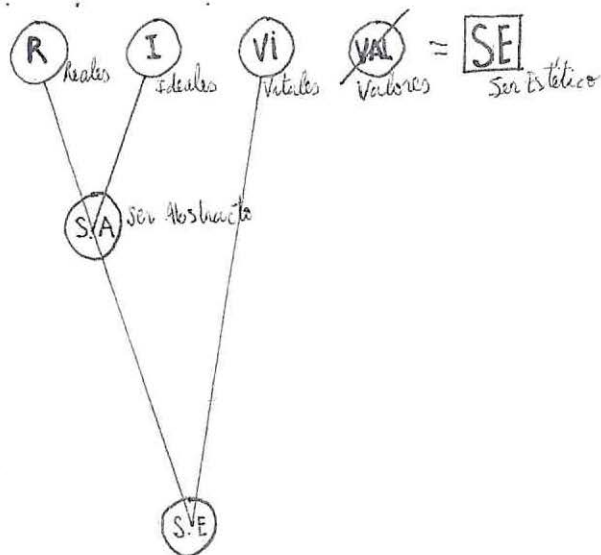 R I Vi VAL = SE
Reales Ideales Vitales Valores Ser Estético
S.A Ser Abstracto
S.E